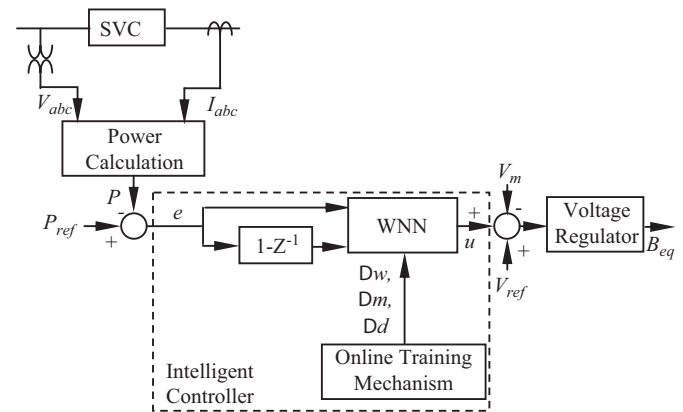 SVC
V_abc
I_abc
Power
Calculation
P
-
P_ref
+
e
1-Z^-1
WNN
+
u
V_m
-
+
V_ref
Voltage
Regulator
B_eq
Dw,
Dm,
Dd
Online Training
Mechanism
Intelligent
Controller